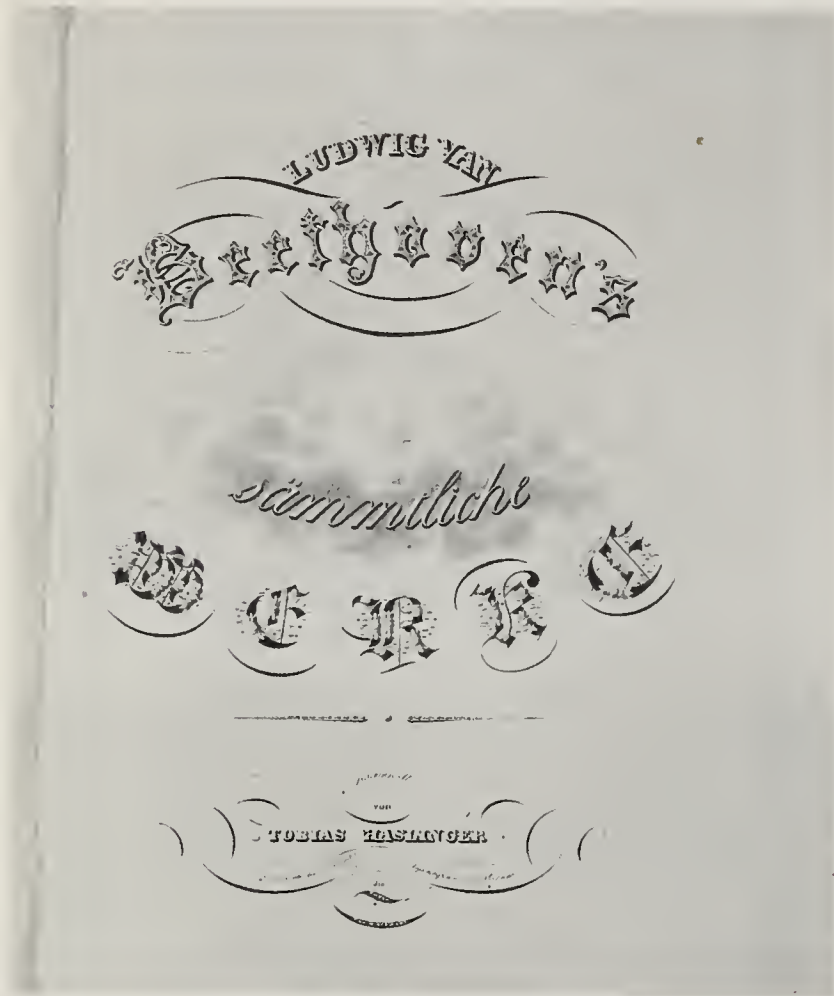 LUDWIG VAN
Beethoven's
sämmtliche
WERKE
von
TOBIAS HASLINGER